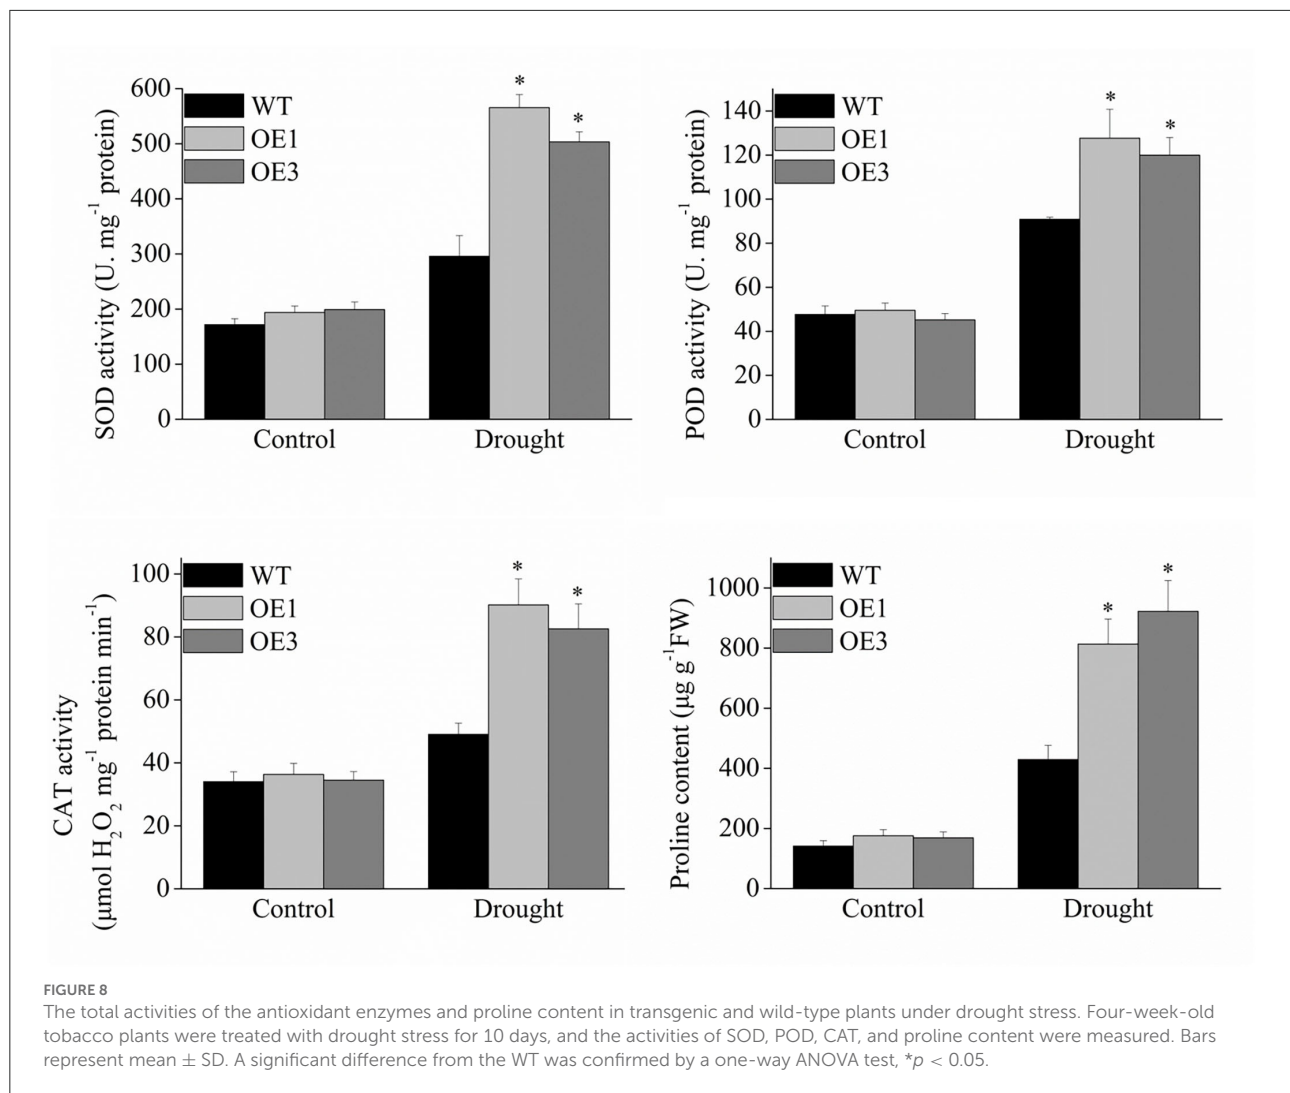 SOD activity (U. mg⁻¹ protein)
600
500
400
300
200
100
0
WT
OE1
OE3
*
*
Control
Drought
POD activity (U. mg⁻¹ protein)
140
120
100
80
60
40
20
0
WT
OE1
OE3
*
*
Control
Drought
CAT activity
(μmol H₂O₂ mg⁻¹ protein min⁻¹)
100
80
60
40
20
0
WT
OE1
OE3
*
*
Control
Drought
Proline content (μg g⁻¹FW)
1000
800
600
400
200
0
WT
OE1
OE3
*
*
Control
Drought
FIGURE 8
The total activities of the antioxidant enzymes and proline content in transgenic and wild-type plants under drought stress. Four-week-old
tobacco plants were treated with drought stress for 10 days, and the activities of SOD, POD, CAT, and proline content were measured. Bars
represent mean ± SD. A significant difference from the WT was confirmed by a one-way ANOVA test, *p < 0.05.